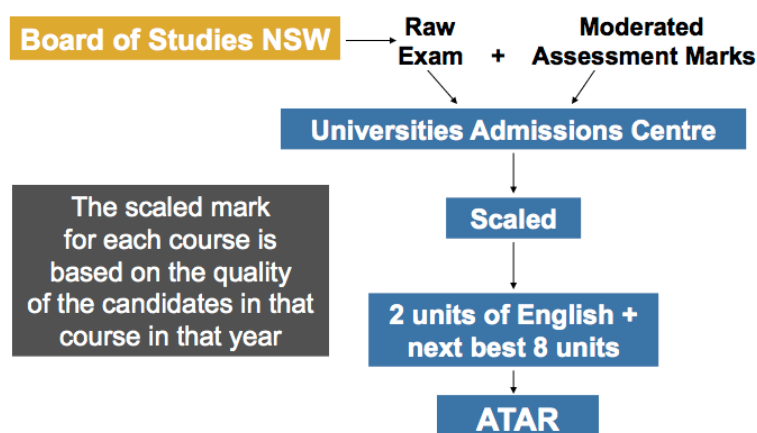 Board of Studies NSW
Raw
Exam
+
Moderated
Assessment Marks
Universities Admissions Centre
The scaled mark
for each course is
based on the quality
of the candidates in that
course in that year
Scaled
2 units of English +
next best 8 units
ATAR